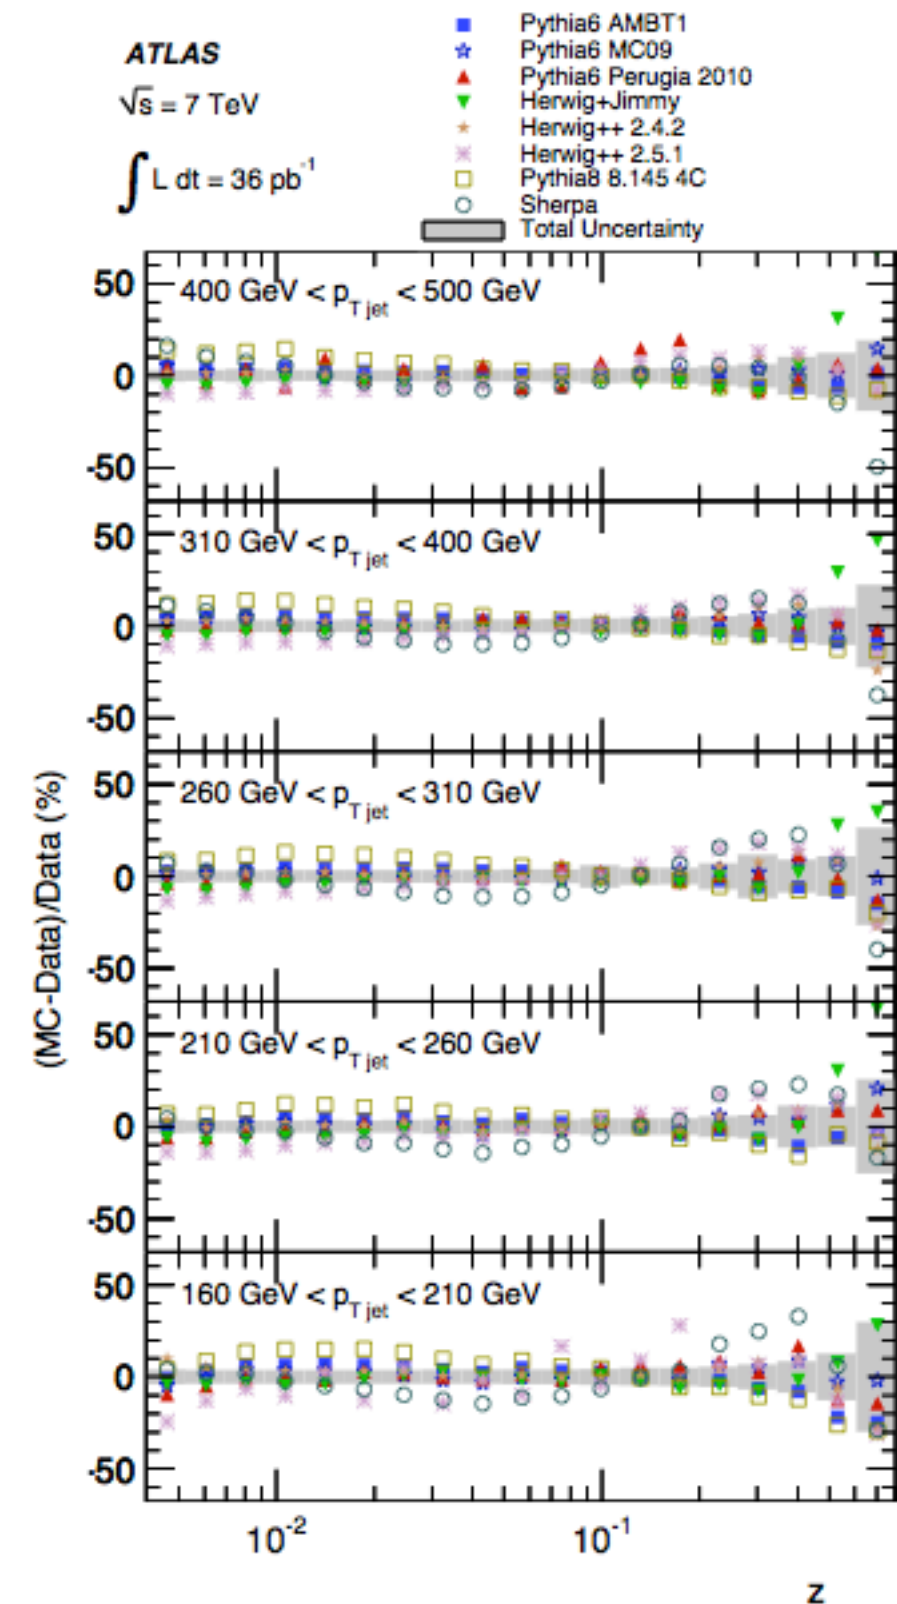 ATLAS
√s = 7 TeV
∫ L dt = 36 pb⁻¹
Pythia6 AMBT1
Pythia6 MC09
Pythia6 Perugia 2010
Herwig+Jimmy
Herwig++ 2.4.2
Herwig++ 2.5.1
Pythia8 8.145 4C
Sherpa
Total Uncertainty
(MC-Data)/Data (%)
400 GeV < p_T jet < 500 GeV
50
0
-50
310 GeV < p_T jet < 400 GeV
50
0
-50
260 GeV < p_T jet < 310 GeV
50
0
-50
210 GeV < p_T jet < 260 GeV
50
0
-50
160 GeV < p_T jet < 210 GeV
50
0
-50
10⁻² 10⁻¹
z